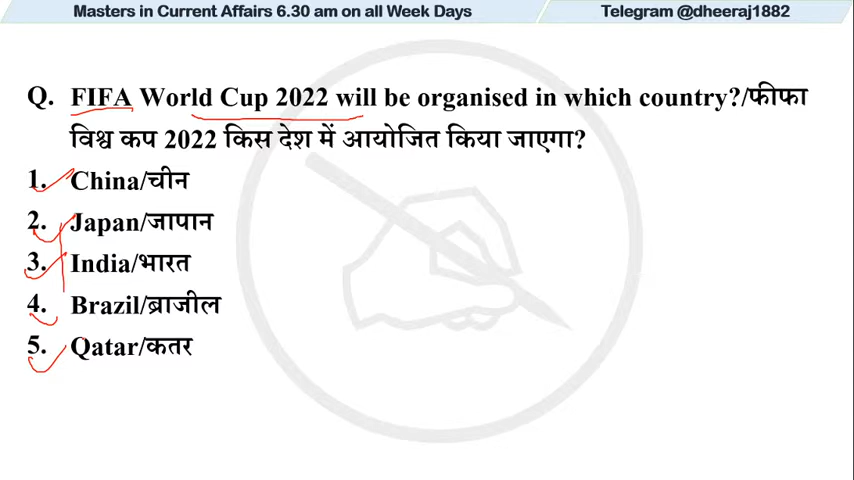 Masters in Current Affairs 6.30 am on all Week Days
Telegram @dheeraj1882
Q. FIFA World Cup 2022 will be organised in which country?/फीफा
विश्व कप 2022 किस देश में आयोजित किया जाएगा?
1. China/चीन
2. Japan/जापान
3. India/भारत
4. Brazil/ब्राजील
5. Qatar/कतर